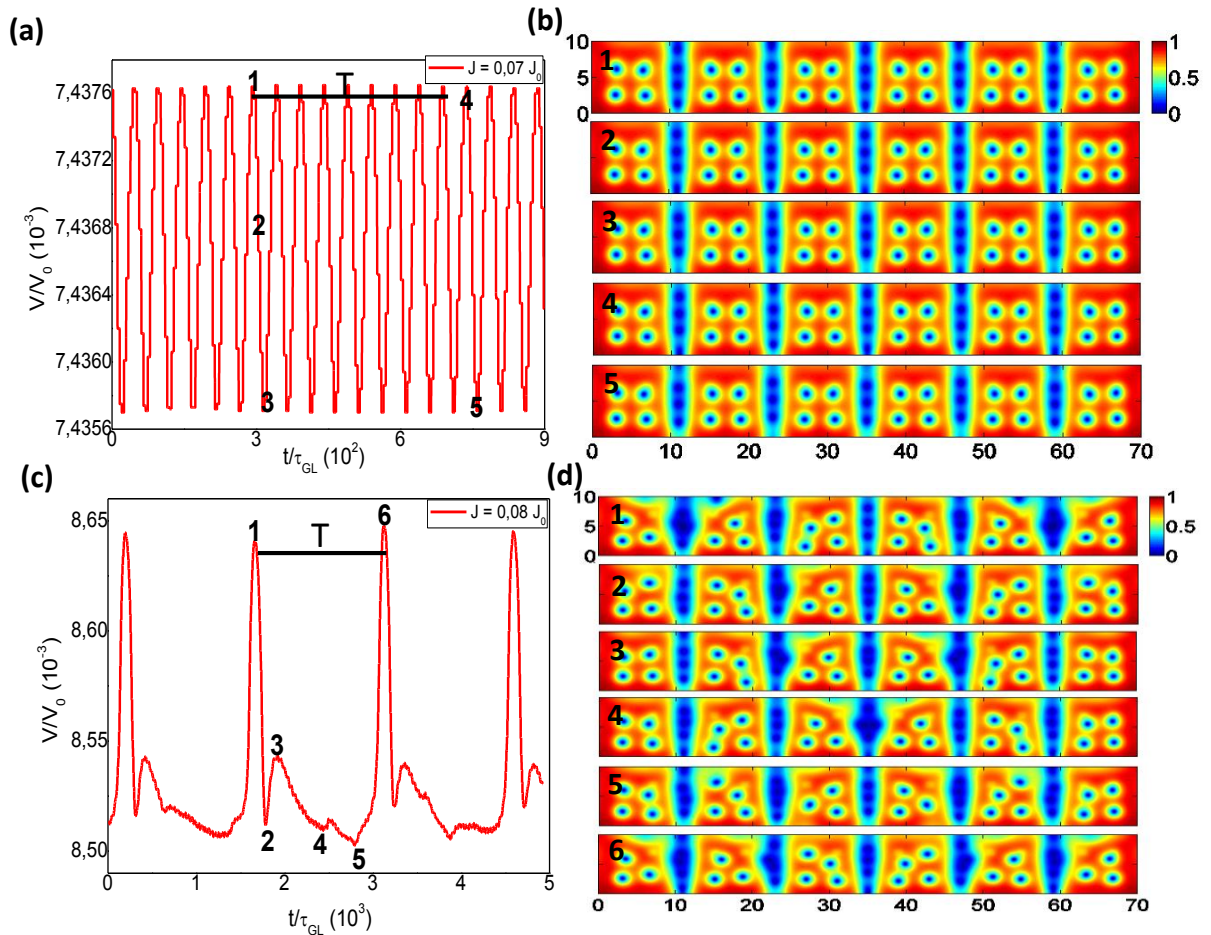 (a)
J = 0,07 J0
1
T
4
2
3
5
7,4376
7,4372
7,4368
7,4364
7,4360
7,4356
V/V0 (10-3)
0 3 6 9
t/τGL (10²)
(b)
10
5
0
1
2
3
4
5
1
0.5
0
0 10 20 30 40 50 60 70
(c)
J = 0,08 J0
1
T
6
3
2
4
5
8,65
8,60
8,55
8,50
V/V0 (10-3)
0 1 2 3 4 5
t/τGL (10³)
(d)
10
5
0
1
2
3
4
5
6
1
0.5
0
0 10 20 30 40 50 60 70